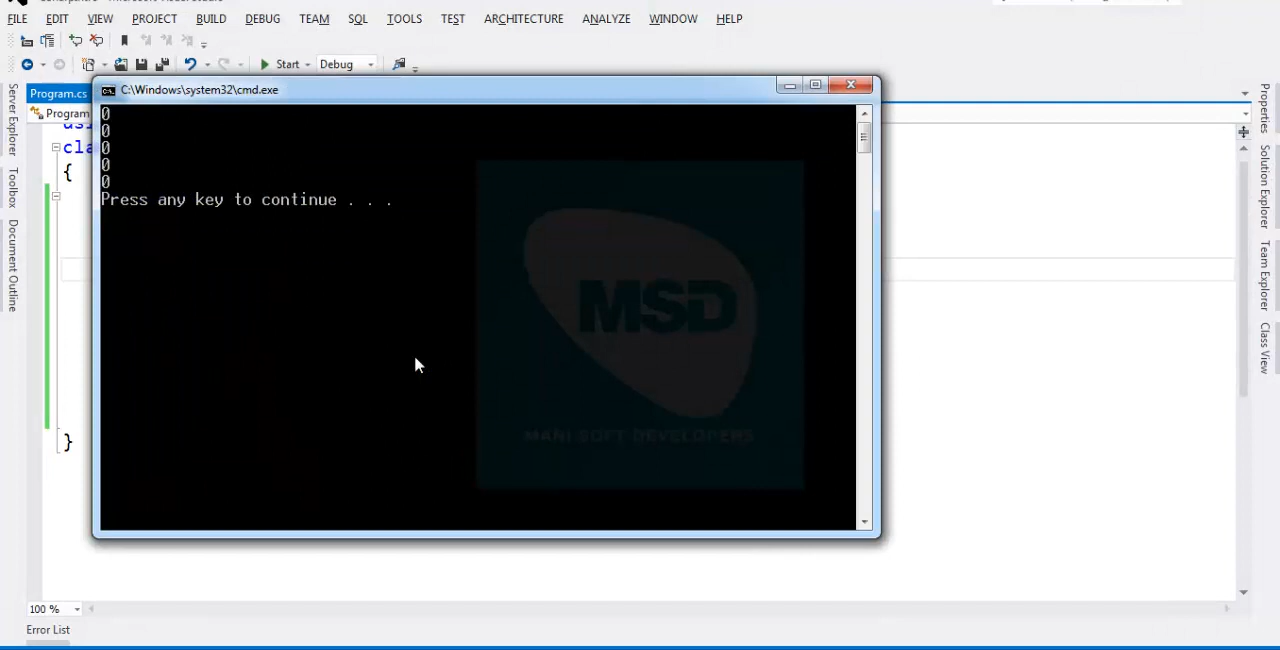 FILE EDIT VIEW PROJECT BUILD DEBUG TEAM SQL TOOLS TEST ARCHITECTURE ANALYZE WINDOW HELP
Start Debug
C:\Windows\system32\cmd.exe
Program.cs
Program
cla
{
}
0
0
0
0
0
Press any key to continue . . .
MSD
MANI SOFT DEVELOPERS
Server Explorer
Toolbox
Document Outline
Properties
Solution Explorer
Team Explorer
Class View
100 %
Error List